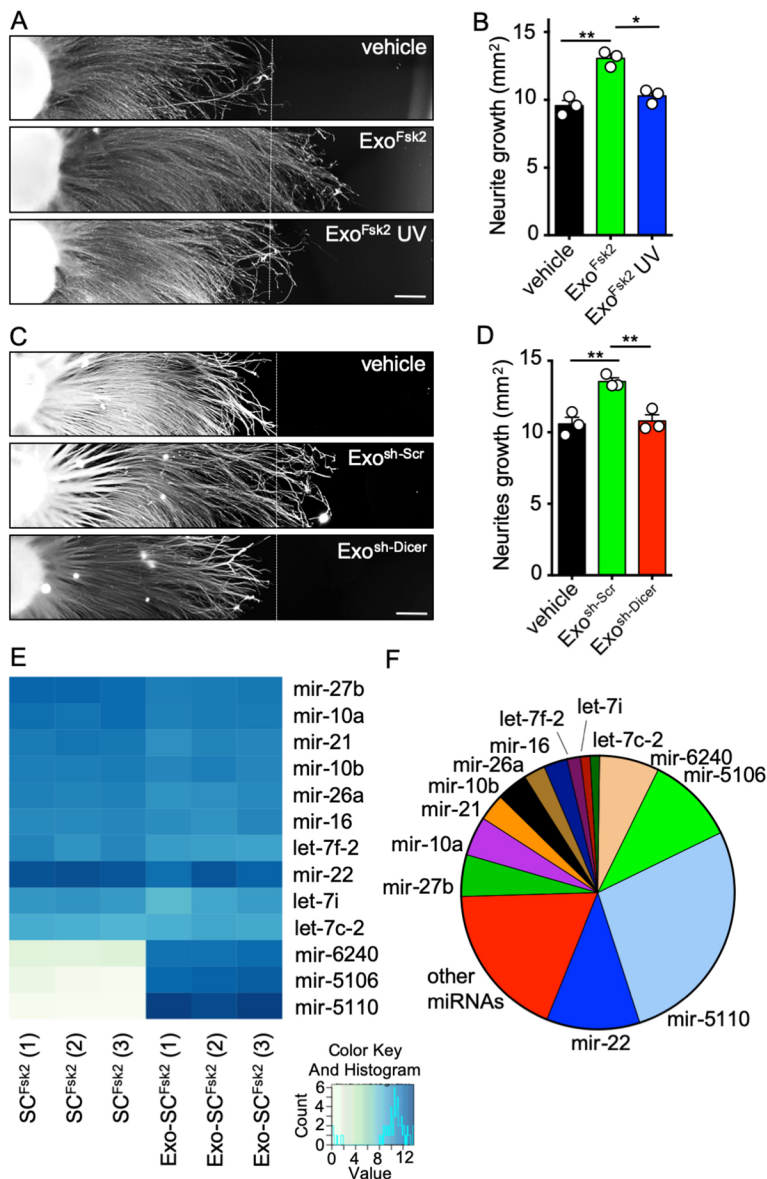 A
vehicle
Exo^Fsk2
Exo^Fsk2 UV
B
Neurite growth (mm²)
15
10
5
0
vehicle
Exo^Fsk2
Exo^Fsk2 UV
**
*
C
vehicle
Exo^sh-Scr
Exo^sh-Dicer
D
Neurites growth (mm²)
15
10
5
0
vehicle
Exo^sh-Scr
Exo^sh-Dicer
**
**
E
mir-27b
mir-10a
mir-21
mir-10b
mir-26a
mir-16
let-7f-2
mir-22
let-7i
let-7c-2
mir-6240
mir-5106
mir-5110
SC^Fsk2 (1)
SC^Fsk2 (2)
SC^Fsk2 (3)
Exo-SC^Fsk2 (1)
Exo-SC^Fsk2 (2)
Exo-SC^Fsk2 (3)
Color Key
And Histogram
Count
6
4
2
0
0 4 8 12
Value
F
let-7i
let-7f-2
let-7c-2
mir-16
mir-6240
mir-26a
mir-5106
mir-10b
mir-21
mir-10a
mir-27b
other
miRNAs
mir-5110
mir-22